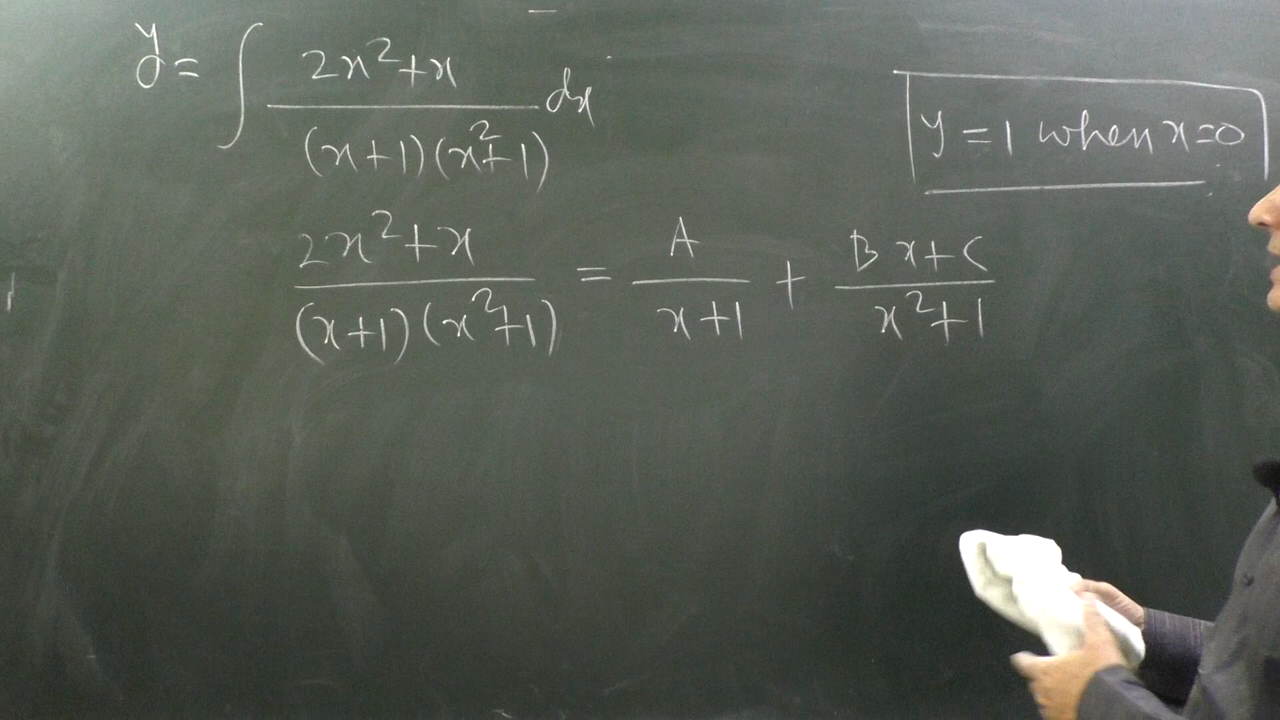 y = ∫ (2x² + x) / ((x + 1)(x² + 1)) dx
y = 1 when x = 0
(2x² + x) / ((x + 1)(x² + 1)) = A / (x + 1) + (Bx + C) / (x² + 1)